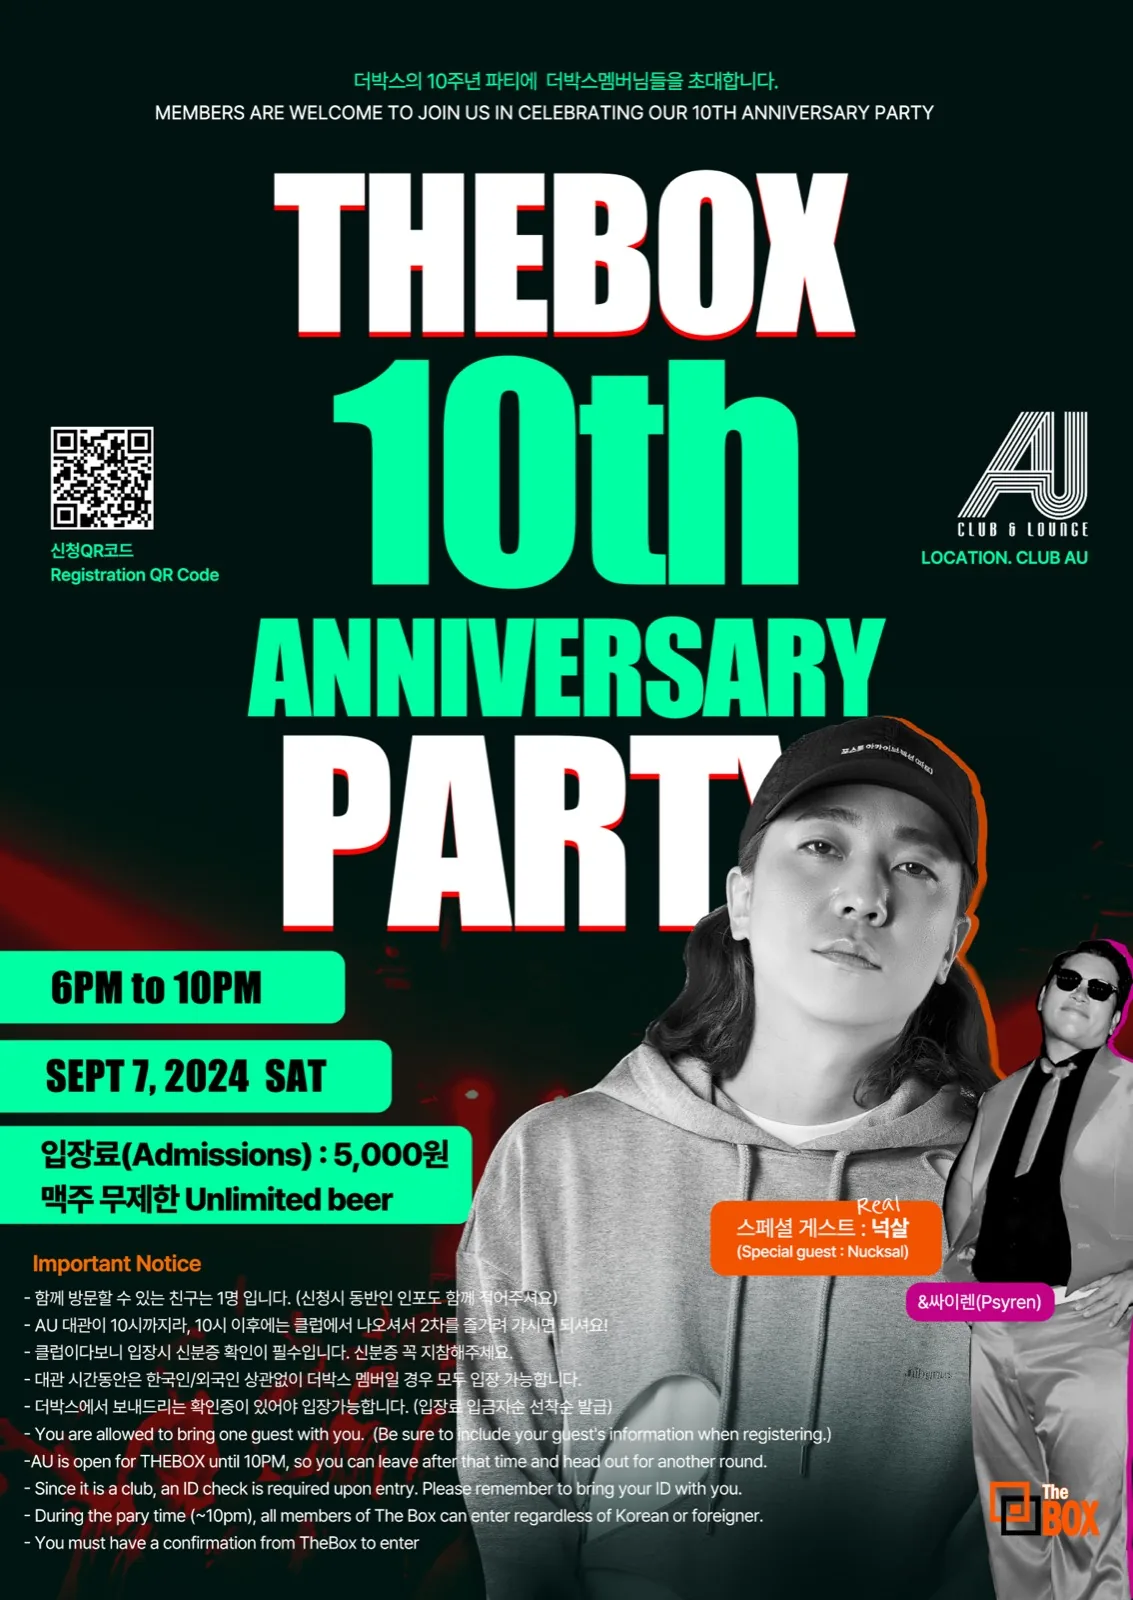 더박스의 10주년 파티에 더박스멤버님들을 초대합니다.
MEMBERS ARE WELCOME TO JOIN US IN CELEBRATING OUR 10TH ANNIVERSARY PARTY
THEBOX
10th
ANNIVERSARY
PARTY
신청QR코드
Registration QR Code
AU
CLUB & LOUNGE
LOCATION. CLUB AU
6PM to 10PM
SEPT 7, 2024 SAT
입장료(Admissions) : 5,000원
맥주 무제한 Unlimited beer
Real
스페셜 게스트 : 넉살
(Special guest : Nucksal)
&싸이렌(Psyren)
Important Notice
- 함께 방문할 수 있는 친구는 1명 입니다. (신청시 동반인 인포도 함께 적어주셔요)
- AU 대관이 10시까지라, 10시 이후에는 클럽에서 나오셔서 2차를 즐기려 가시면 되셔요!
- 클럽이다보니 입장시 신분증 확인이 필수입니다. 신분증 꼭 지참해주세요.
- 대관 시간동안은 한국인/외국인 상관없이 더박스 멤버일 경우 모두 입장 가능합니다.
- 더박스에서 보내드리는 확인증이 있어야 입장가능합니다. (입장료 입금자순 선착순 발급)
- You are allowed to bring one guest with you. (Be sure to include your guest's information when registering.)
-AU is open for THEBOX until 10PM, so you can leave after that time and head out for another round.
- Since it is a club, an ID check is required upon entry. Please remember to bring your ID with you.
- During the pary time (~10pm), all members of The Box can enter regardless of Korean or foreigner.
- You must have a confirmation from TheBox to enter
The
BOX